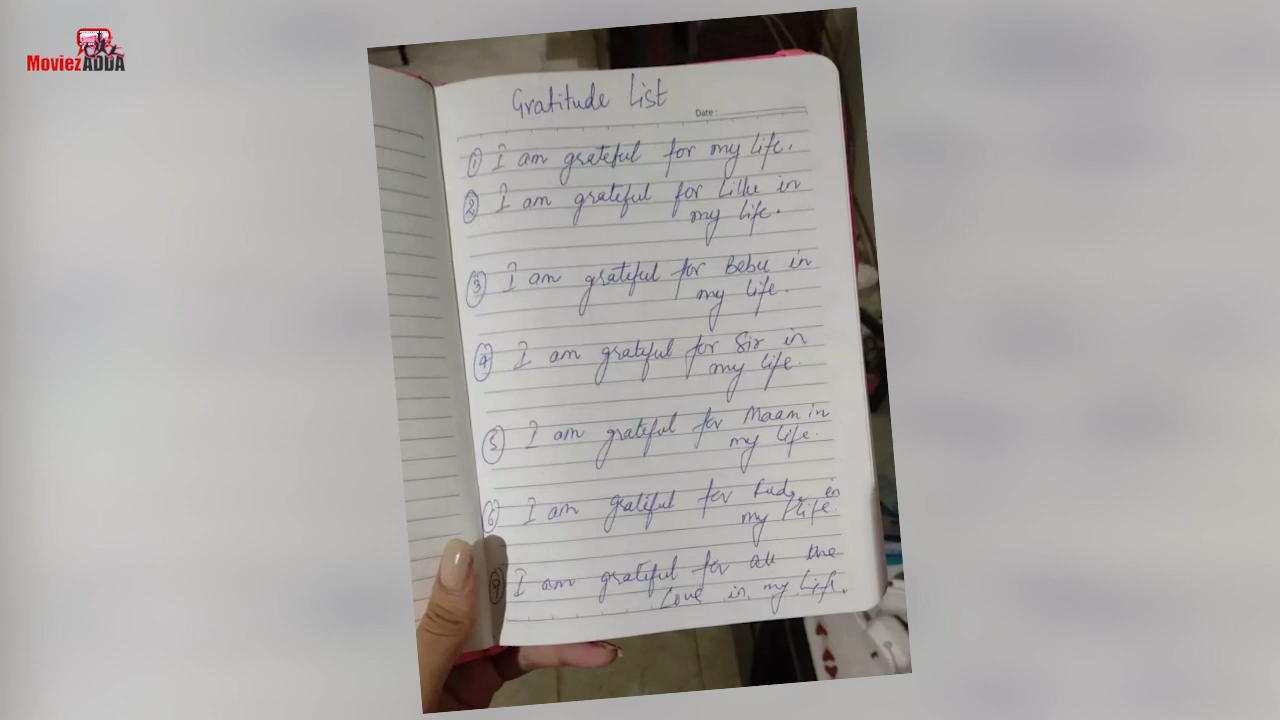 MoviezADDA
Gratitude List
Date :
① I am grateful for my life.
② I am grateful for Lilly in
my life.
③ I am grateful for Bebu in
my life.
④ I am grateful for Sir in
my life.
⑤ I am grateful for Maam in
my life.
⑥ I am grateful for in
my life.
⑦ I am grateful for all the
Love in my life.